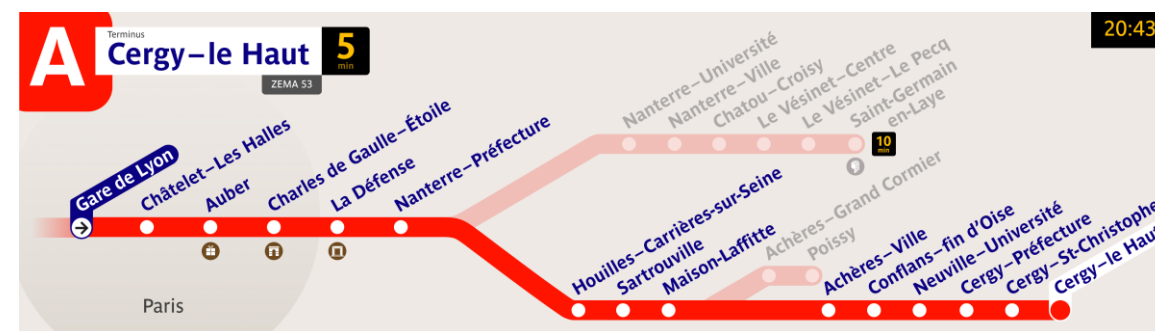 A
Terminus
Cergy–le Haut
5
min
ZEMA 53
20:43
Gare de Lyon
Châtelet–Les Halles
Auber
Charles de Gaulle–Étoile
La Défense
Nanterre–Préfecture
Nanterre–Université
Nanterre–Ville
Chatou–Croisy
Le Vésinet–Centre
Le Vésinet–Le Pecq
Saint-Germain
en-Laye
10
min
Houilles–Carrières-sur-Seine
Sartrouville
Maison-Laffitte
Achères–Grand Cormier
Poissy
Achères–Ville
Conflans–fin d'Oise
Neuville–Université
Cergy–Préfecture
Cergy–St-Christophe
Cergy–le Haut
Paris